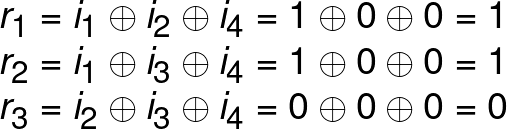 r₁ = i₁ ⊕ i₂ ⊕ i₄ = 1 ⊕ 0 ⊕ 0 = 1
r₂ = i₁ ⊕ i₃ ⊕ i₄ = 1 ⊕ 0 ⊕ 0 = 1
r₃ = i₂ ⊕ i₃ ⊕ i₄ = 0 ⊕ 0 ⊕ 0 = 0